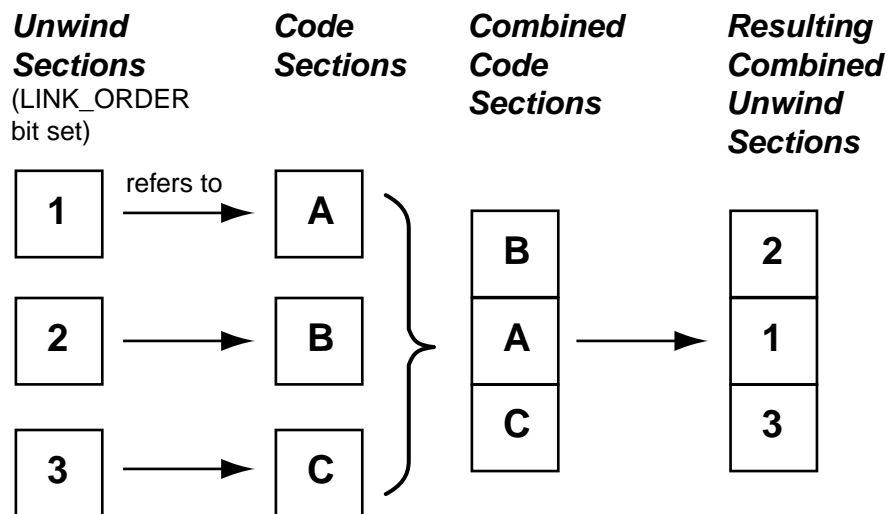 Unwind
Sections
(LINK_ORDER
bit set)
Code
Sections
Combined
Code
Sections
Resulting
Combined
Unwind
Sections
1
refers to
A
2
B
3
C
B
A
C
2
1
3